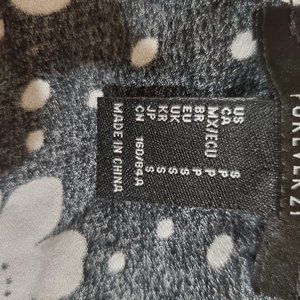 FOREVER 21
US S
CA S
MX/ECU P
BR P
EU S
UK S
KR S
JP S
CN 160/84A
MADE IN CHINA